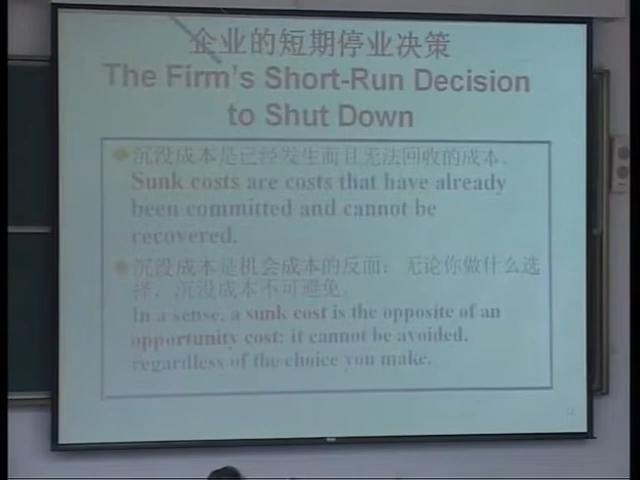 企业的短期停业决策
The Firm's Short-Run Decision
to Shut Down
沉没成本是已经发生而且无法回收的成本。
Sunk costs are costs that have already
been committed and cannot be
recovered.
沉没成本是机会成本的反面：无论你做什么选
择，沉没成本不可避免。
In a sense, a sunk cost is the opposite of an
opportunity cost: it cannot be avoided,
regardless of the choice you make.